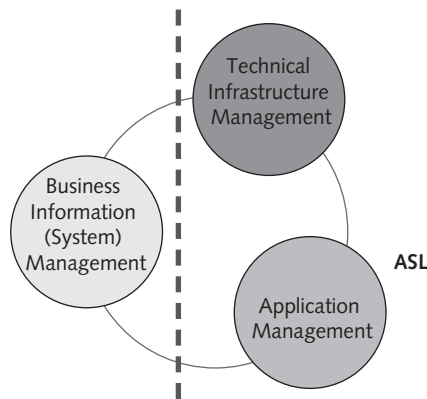 Technical
Infrastructure
Management
Business
Information
(System)
Management
ASL
Application
Management